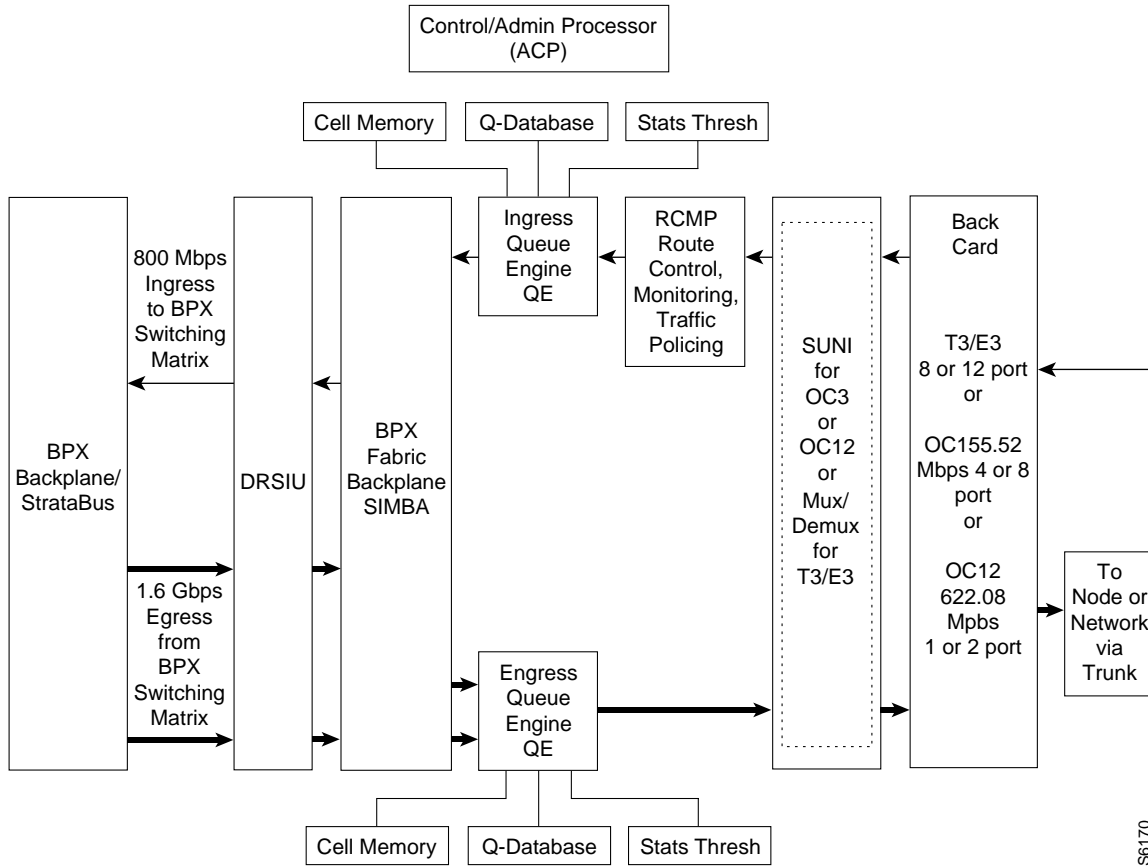 Control/Admin Processor
(ACP)
Cell Memory
Q-Database
Stats Thresh
Ingress
Queue
Engine
QE
RCMP
Route
Control,
Monitoring,
Traffic
Policing
Back
Card
800 Mbps
Ingress
to BPX
Switching
Matrix
SUNI
for
OC3
or
OC12
or
Mux/
Demux
for
T3/E3
T3/E3
8 or 12 port
or
OC155.52
Mbps 4 or 8
port
or
OC12
622.08
Mpbs
1 or 2 port
BPX
Backplane/
StrataBus
DRSIU
BPX
Fabric
Backplane
SIMBA
1.6 Gbps
Egress
from
BPX
Switching
Matrix
To
Node or
Network
via
Trunk
Engress
Queue
Engine
QE
Cell Memory
Q-Database
Stats Thresh
S6170